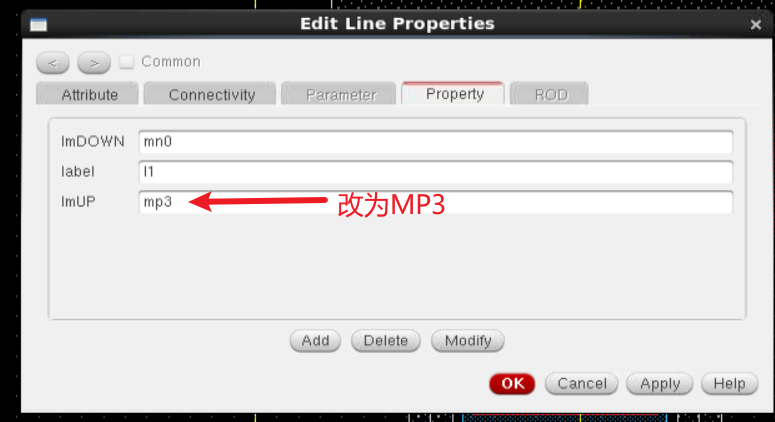 Edit Line Properties
< > Common
Attribute Connectivity Parameter Property ROD
lmDOWN mn0
label l1
lmUP mp3 改为MP3
Add Delete Modify
OK Cancel Apply Help